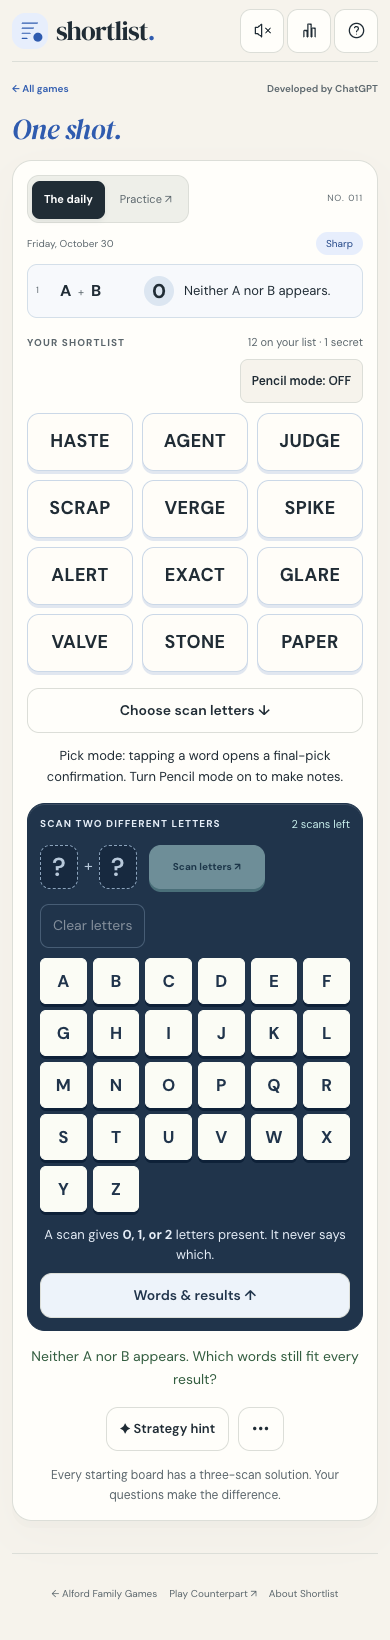 shortlist.
← All games
Developed by ChatGPT
One shot.
The daily
Practice ↗
NO. 011
Friday, October 30
Sharp
1 A + B 0 Neither A nor B appears.
YOUR SHORTLIST
12 on your list · 1 secret
Pencil mode: OFF
HASTE AGENT JUDGE
SCRAP VERGE SPIKE
ALERT EXACT GLARE
VALVE STONE PAPER
Choose scan letters ↓
Pick mode: tapping a word opens a final-pick
confirmation. Turn Pencil mode on to make notes.
SCAN TWO DIFFERENT LETTERS
2 scans left
? + ? Scan letters ↗
Clear letters
A B C D E F
G H I J K L
M N O P Q R
S T U V W X
Y Z
A scan gives 0, 1, or 2 letters present. It never says
which.
Words & results ↑
Neither A nor B appears. Which words still fit every
result?
✦ Strategy hint
•••
Every starting board has a three-scan solution. Your
questions make the difference.
← Alford Family Games Play Counterpart ↗ About Shortlist